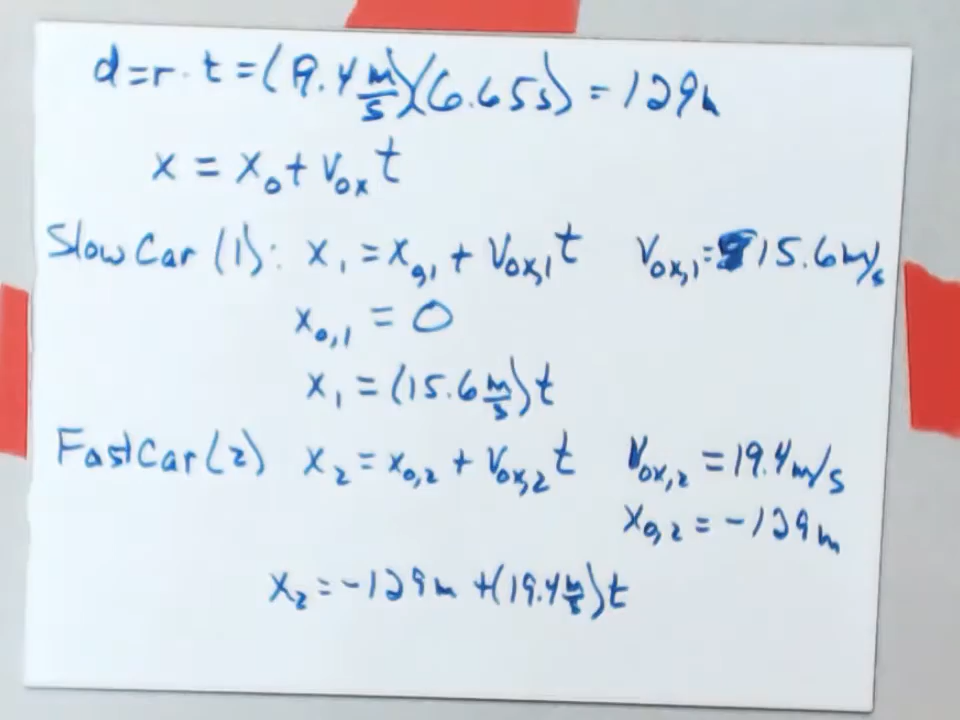 d = r · t = (19.4 m/s)(6.65 s) = 129 m
x = x₀ + v₀ₓ t
Slow Car (1): x₁ = x₀,₁ + v₀ₓ,₁ t v₀ₓ,₁ = 15.6 m/s
x₀,₁ = 0
x₁ = (15.6 m/s) t
Fast Car (2) x₂ = x₀,₂ + v₀ₓ,₂ t v₀ₓ,₂ = 19.4 m/s
x₀,₂ = -129 m
x₂ = -129 m + (19.4 m/s) t